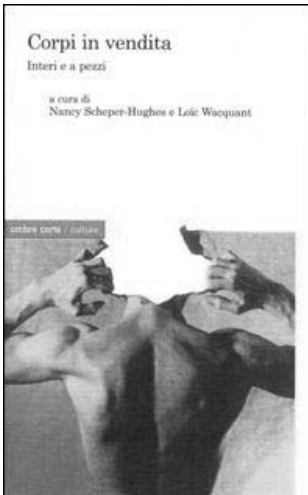 Corpi in vendita
Interi e a pezzi
a cura di
Nancy Scheper-Hughes e Loïc Wacquant
ombre corte / culture